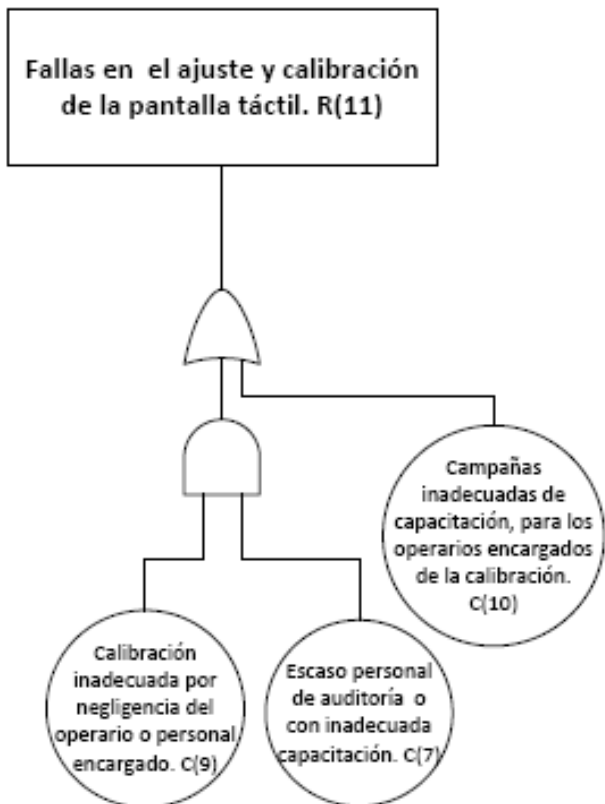 Fallas en el ajuste y calibración
de la pantalla táctil. R(11)
Campañas
inadecuadas de
capacitación, para los
operarios encargados
de la calibración.
C(10)
Calibración
inadecuada por
negligencia del
operario o personal
encargado. C(9)
Escaso personal
de auditoría o
con inadecuada
capacitación. C(7)